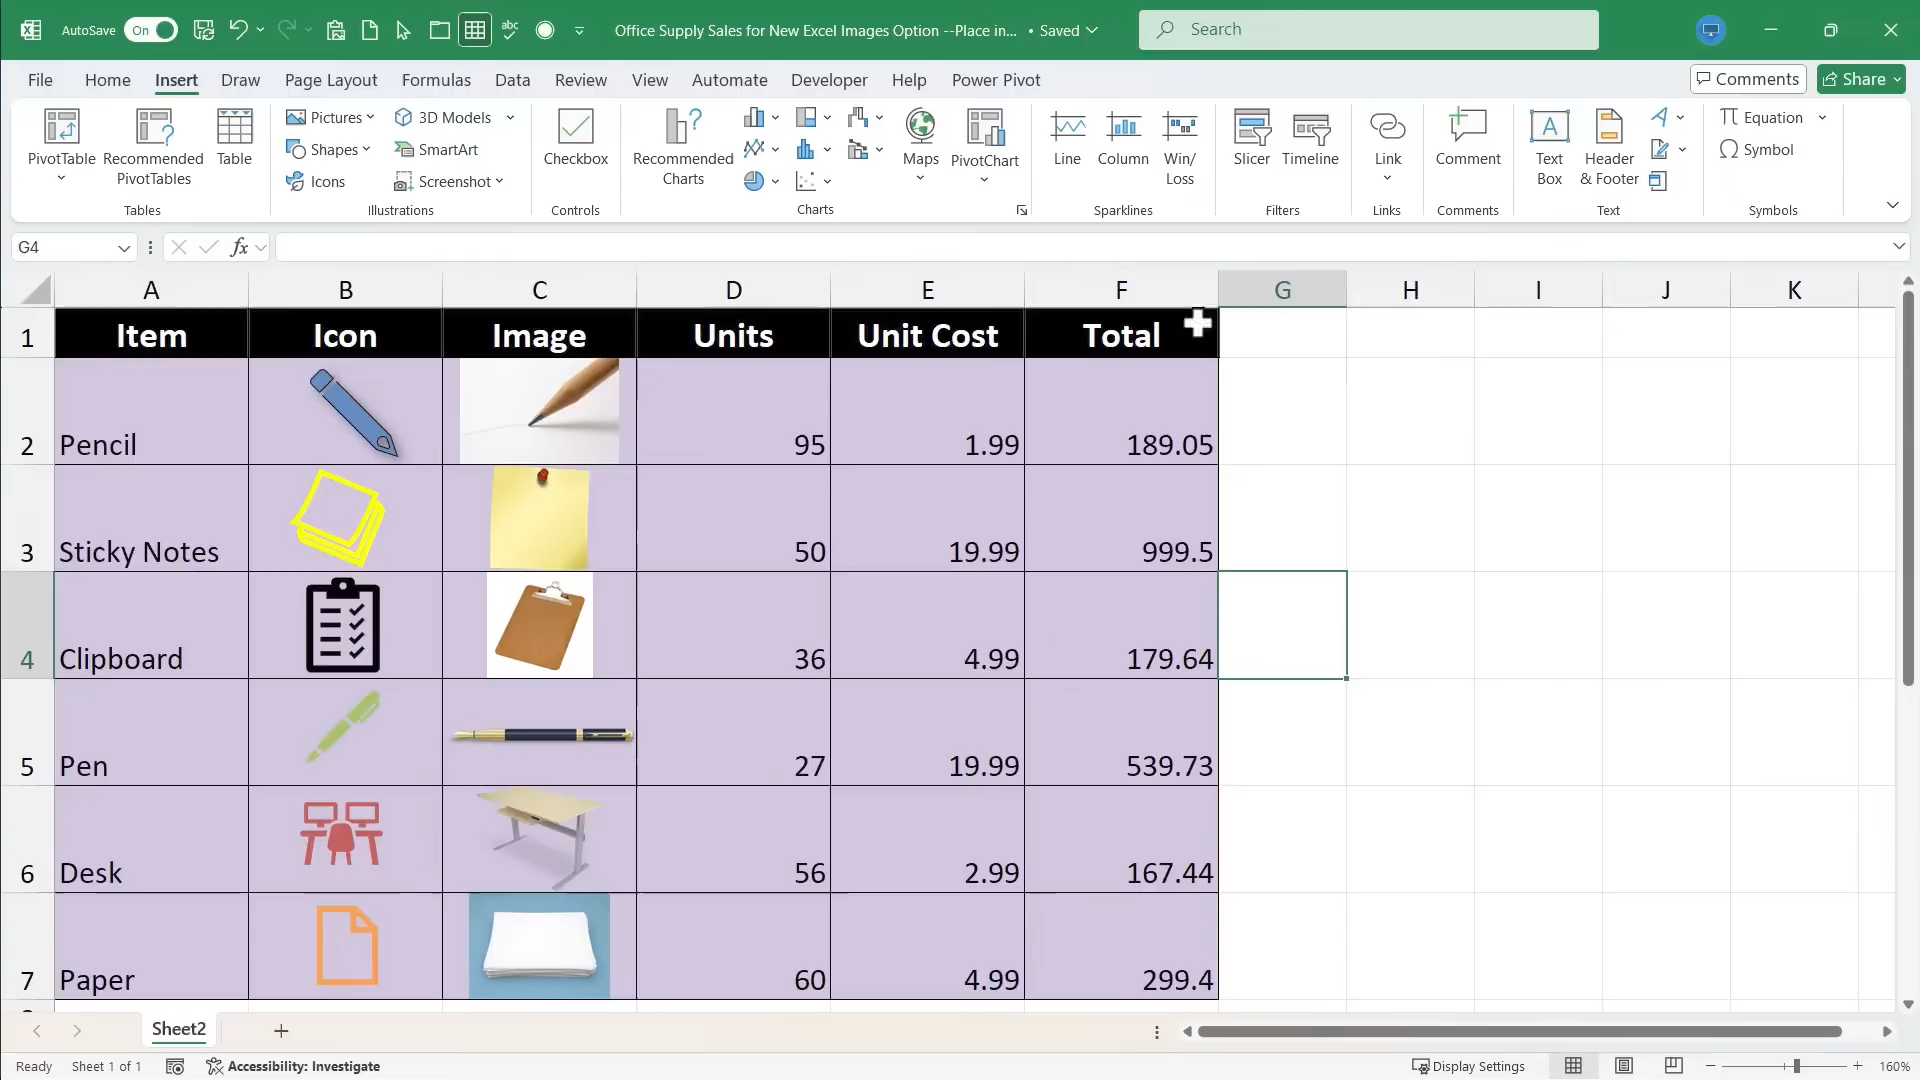 AutoSave On Office Supply Sales for New Excel Images Option --Place in... • Saved Search
File Home Insert Draw Page Layout Formulas Data Review View Automate Developer Help Power Pivot Comments Share
PivotTable
Recommended
PivotTables
Table
Tables
Pictures
Shapes
Icons
3D Models
SmartArt
Screenshot
Illustrations
Checkbox
Controls
Recommended
Charts
Maps
PivotChart
Charts
Line
Column
Win/
Loss
Sparklines
Slicer
Timeline
Filters
Link
Links
Comment
Comments
Text
Box
Header
& Footer
Text
Equation
Symbol
Symbols
G4 fx
A B C D E F G H I J K
1 Item Icon Image Units Unit Cost Total
2 Pencil 95 1.99 189.05
3 Sticky Notes 50 19.99 999.5
4 Clipboard 36 4.99 179.64
5 Pen 27 19.99 539.73
6 Desk 56 2.99 167.44
7 Paper 60 4.99 299.4
Sheet2
Ready Sheet 1 of 1 Accessibility: Investigate Display Settings 160%